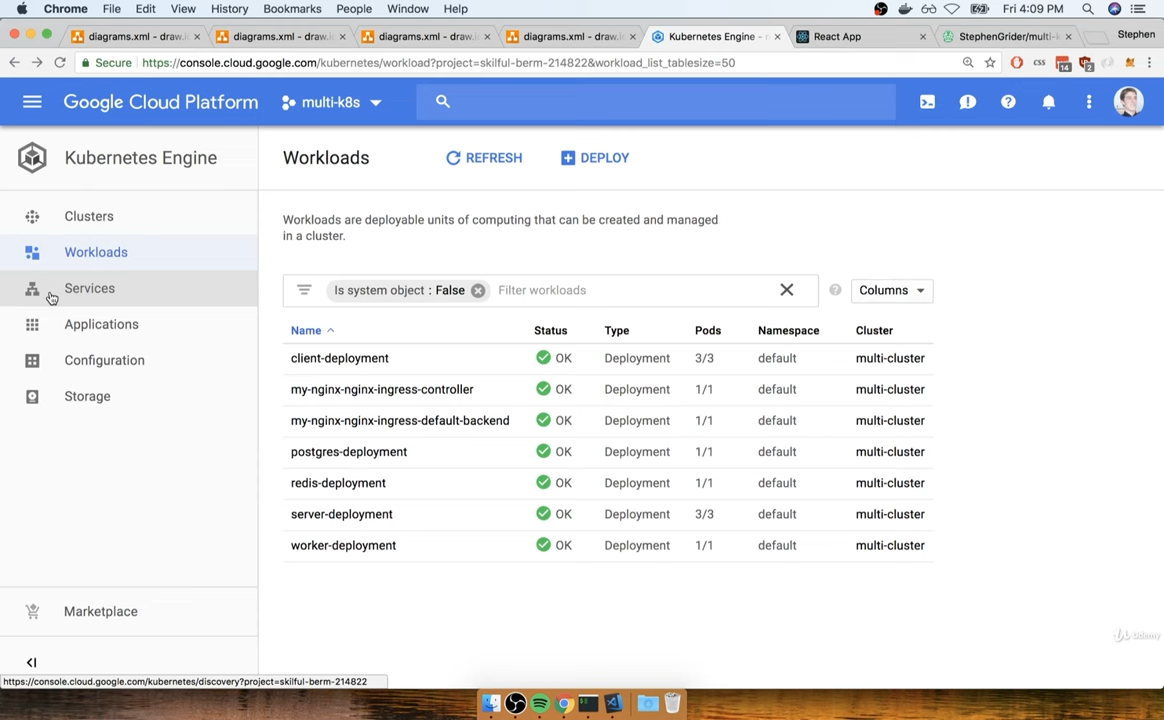 Chrome File Edit View History Bookmarks People Window Help Fri 4:09 PM
diagrams.xml - draw.i diagrams.xml - draw.i diagrams.xml - draw.i diagrams.xml - draw.i Kubernetes Engine - React App StephenGrider/multi-k Stephen
Secure https://console.cloud.google.com/kubernetes/workload?project=skilful-berm-214822&workload_list_tablesize=50 css 14 2
Google Cloud Platform multi-k8s
Kubernetes Engine
Workloads REFRESH DEPLOY
Clusters
Workloads
Services
Applications
Configuration
Storage
Marketplace
Workloads are deployable units of computing that can be created and managed
in a cluster.
Is system object : False Filter workloads Columns
Name Status Type Pods Namespace Cluster
client-deployment OK Deployment 3/3 default multi-cluster
my-nginx-nginx-ingress-controller OK Deployment 1/1 default multi-cluster
my-nginx-nginx-ingress-default-backend OK Deployment 1/1 default multi-cluster
postgres-deployment OK Deployment 1/1 default multi-cluster
redis-deployment OK Deployment 1/1 default multi-cluster
server-deployment OK Deployment 3/3 default multi-cluster
worker-deployment OK Deployment 1/1 default multi-cluster
Udemy
https://console.cloud.google.com/kubernetes/discovery?project=skilful-berm-214822